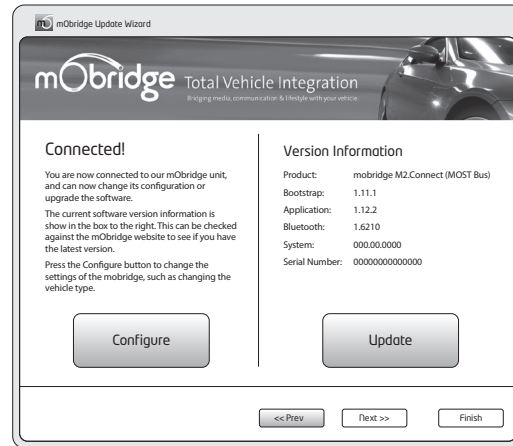 mObridge Update Wizard
mObridge Total Vehicle Integration
Bridging media, communication & lifestyle with your vehicle.
Connected!
You are now connected to our mObridge unit,
and can now change its configuration or
upgrade the software.
The current software version information is
show in the box to the right. This can be checked
against the mObridge website to see if you have
the latest version.
Press the Configure button to change the
settings of the mobridge, such as changing the
vehicle type.
Configure
Version Information
Product: mobridge M2.Connect (MOST Bus)
Bootstrap: 1.11.1
Application: 1.12.2
Bluetooth: 1.6210
System: 000.00.0000
Serial Number: 00000000000000
Update
<< Prev Next >> Finish